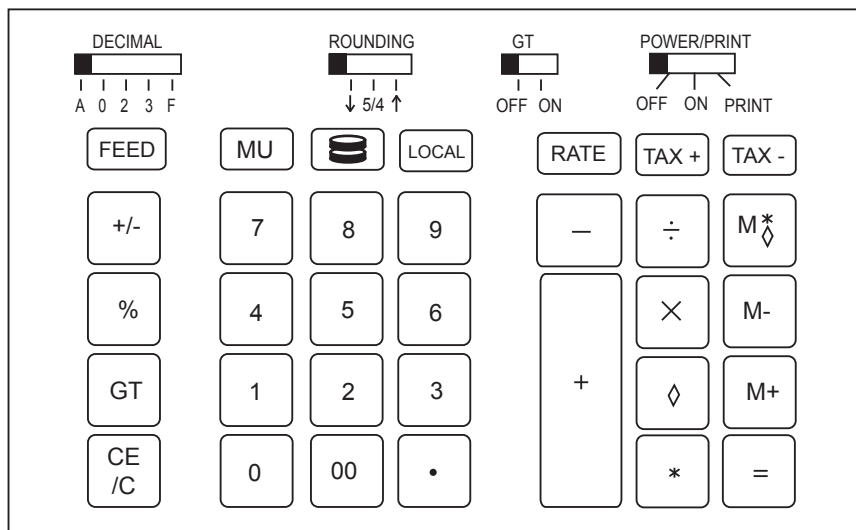 DECIMAL ROUNDING GT POWER/PRINT
A 0 2 3 F ↓ 5/4 ↑ OFF ON OFF ON PRINT
FEED MU LOCAL RATE TAX + TAX -
+/- 7 8 9 — ÷ M*◊
% 4 5 6 × M-
GT 1 2 3 + ◊ M+
CE
/C 0 00 • * =